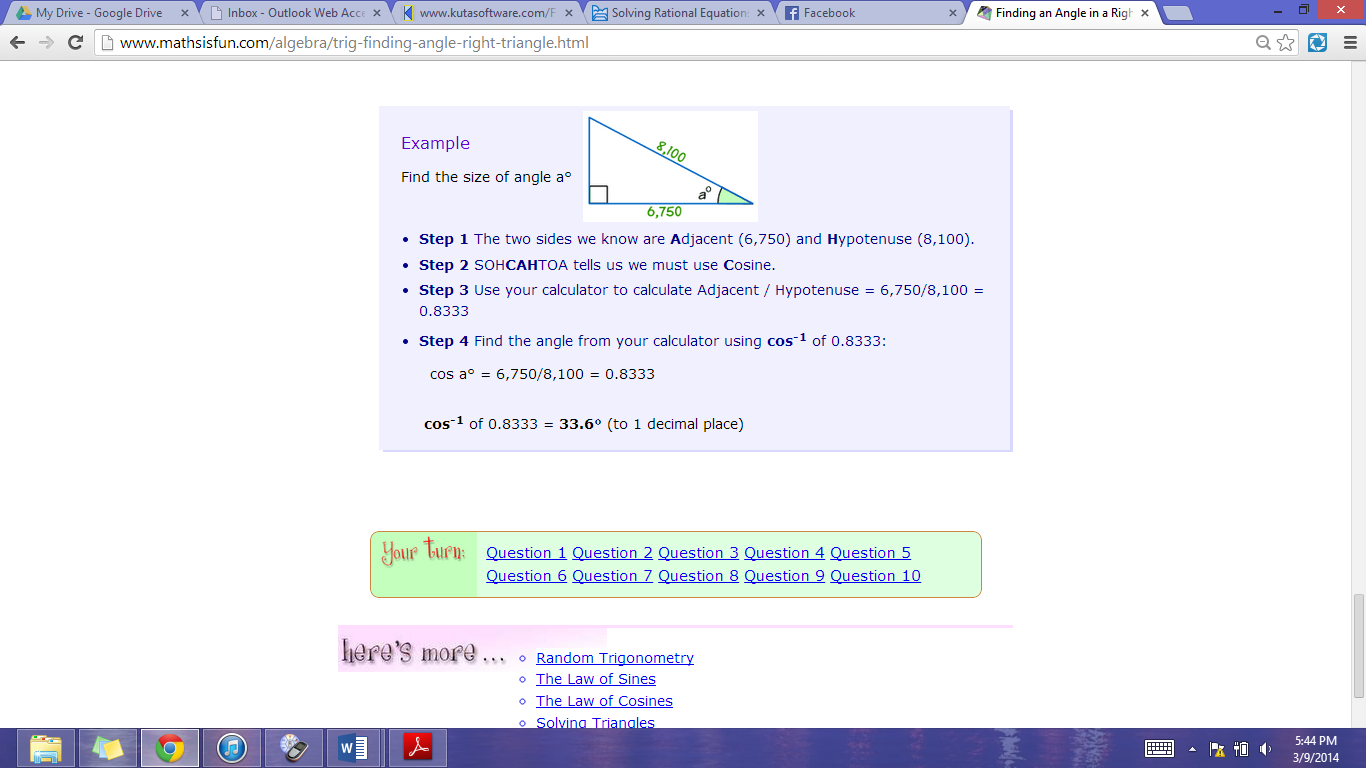 My Drive - Google Drive
Inbox - Outlook Web Acce
www.kutasoftware.com/F
Solving Rational Equation
Facebook
Finding an Angle in a Righ
www.mathsisfun.com/algebra/trig-finding-angle-right-triangle.html
Example
Find the size of angle a°
8,100
a°
6,750
• Step 1 The two sides we know are Adjacent (6,750) and Hypotenuse (8,100).
• Step 2 SOHCAHTOA tells us we must use Cosine.
• Step 3 Use your calculator to calculate Adjacent / Hypotenuse = 6,750/8,100 =
0.8333
• Step 4 Find the angle from your calculator using cos-1 of 0.8333:
cos a° = 6,750/8,100 = 0.8333
cos-1 of 0.8333 = 33.6° (to 1 decimal place)
Your turn:
Question 1 Question 2 Question 3 Question 4 Question 5
Question 6 Question 7 Question 8 Question 9 Question 10
here's more ...
Random Trigonometry
The Law of Sines
The Law of Cosines
Solving Triangles
5:44 PM
3/9/2014